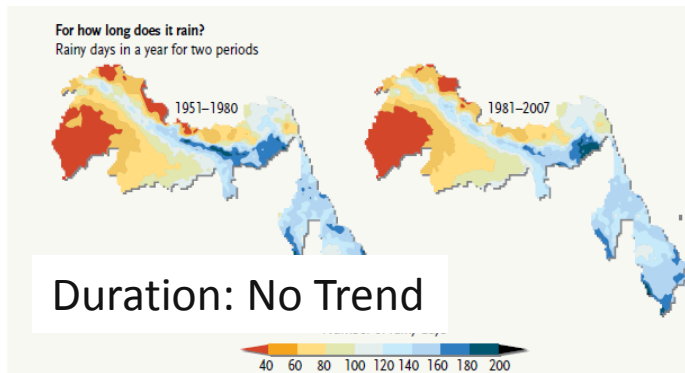 For how long does it rain?
Rainy days in a year for two periods
1951–1980
1981–2007
Duration: No Trend
40 60 80 100 120 140 160 180 200